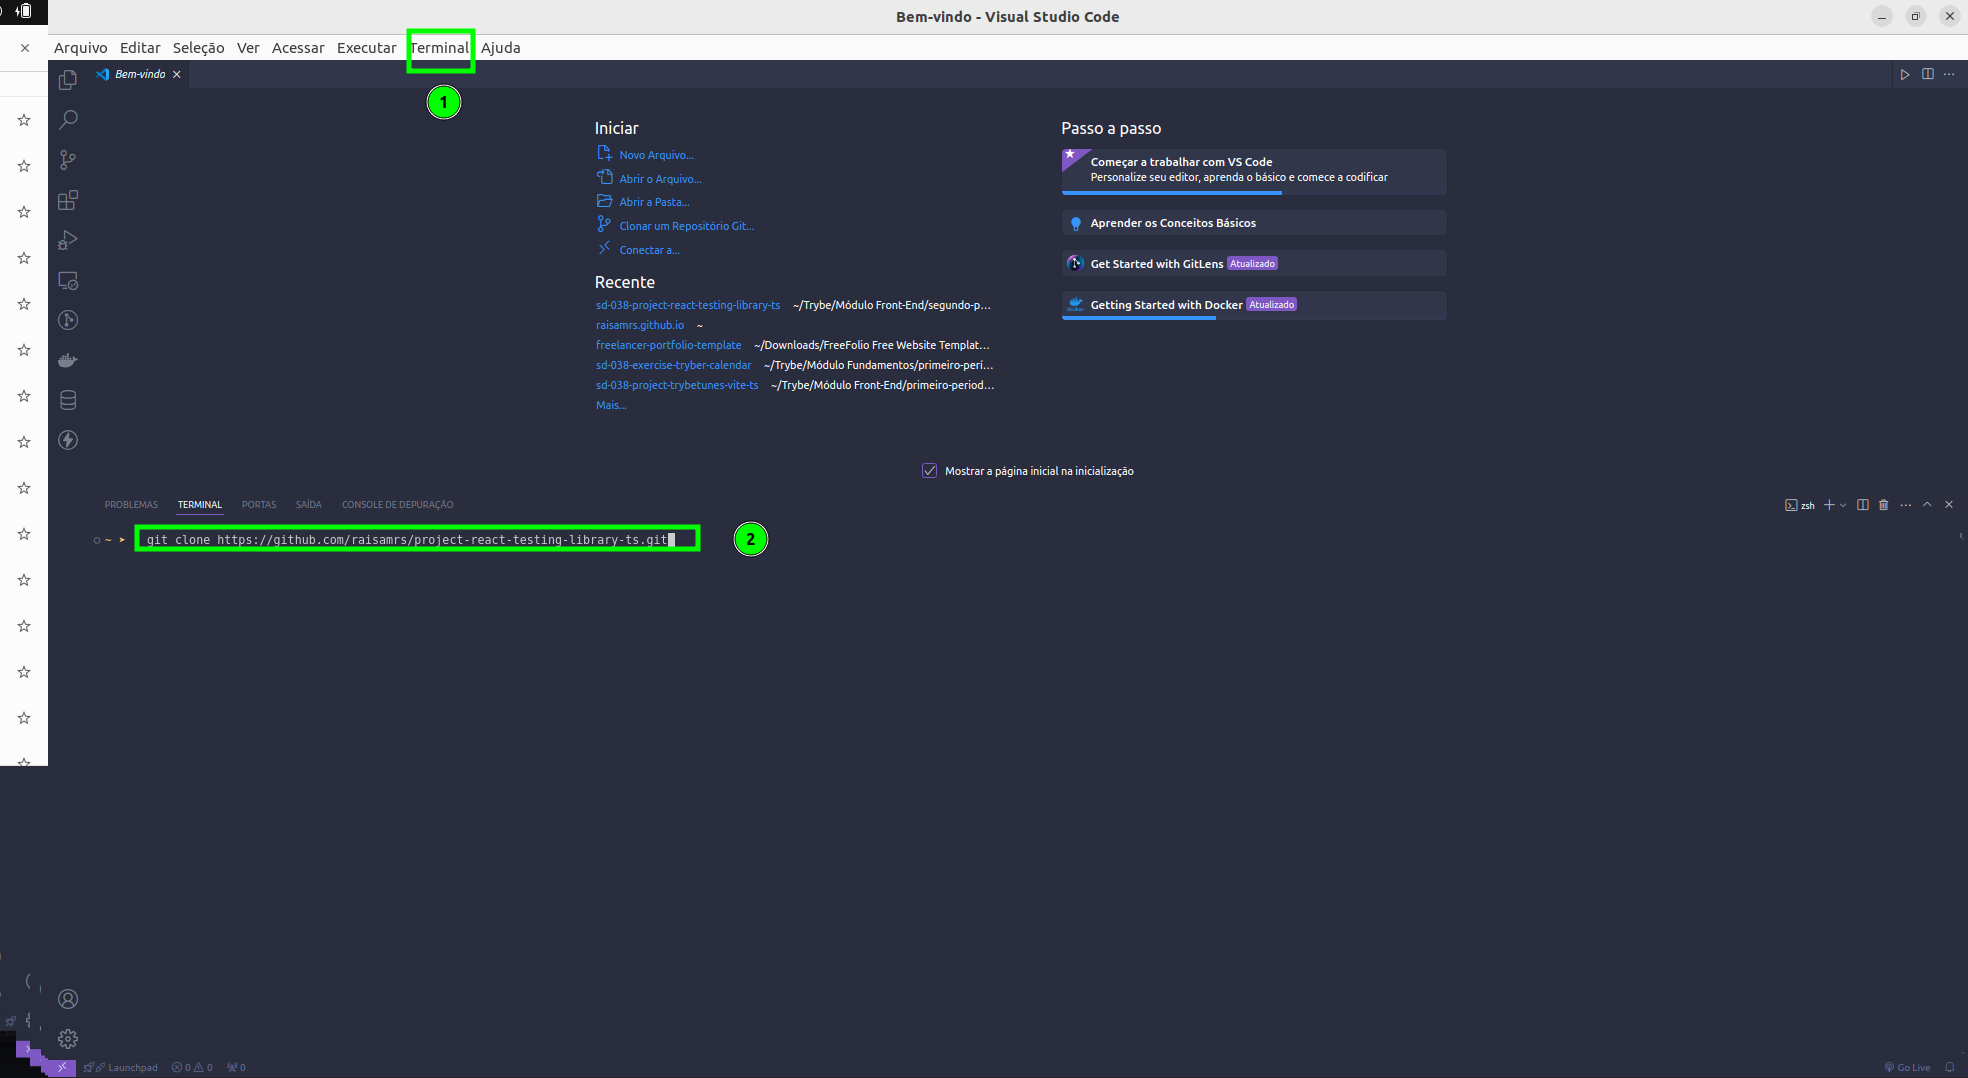 Bem-vindo - Visual Studio Code
Arquivo Editar Seleção Ver Acessar Executar Terminal Ajuda
Bem-vindo
1
Iniciar
Novo Arquivo...
Abrir o Arquivo...
Abrir a Pasta...
Clonar um Repositório Git...
Conectar a...
Recente
sd-038-project-react-testing-library-ts ~/Trybe/Módulo Front-End/segundo-p...
raisamrs.github.io ~
freelancer-portfolio-template ~/Downloads/FreeFolio Free Website Templat...
sd-038-exercise-tryber-calendar ~/Trybe/Módulo Fundamentos/primeiro-perí...
sd-038-project-trybetunes-vite-ts ~/Trybe/Módulo Front-End/primeiro-period...
Mais...
Passo a passo
Começar a trabalhar com VS Code
Personalize seu editor, aprenda o básico e comece a codificar
Aprender os Conceitos Básicos
Get Started with GitLens Atualizado
Getting Started with Docker Atualizado
Mostrar a página inicial na inicialização
PROBLEMAS TERMINAL PORTAS SAÍDA CONSOLE DE DEPURAÇÃO
zsh
~ git clone https://github.com/raisamrs/project-react-testing-library-ts.git
2
Launchpad 0 0 0
Go Live